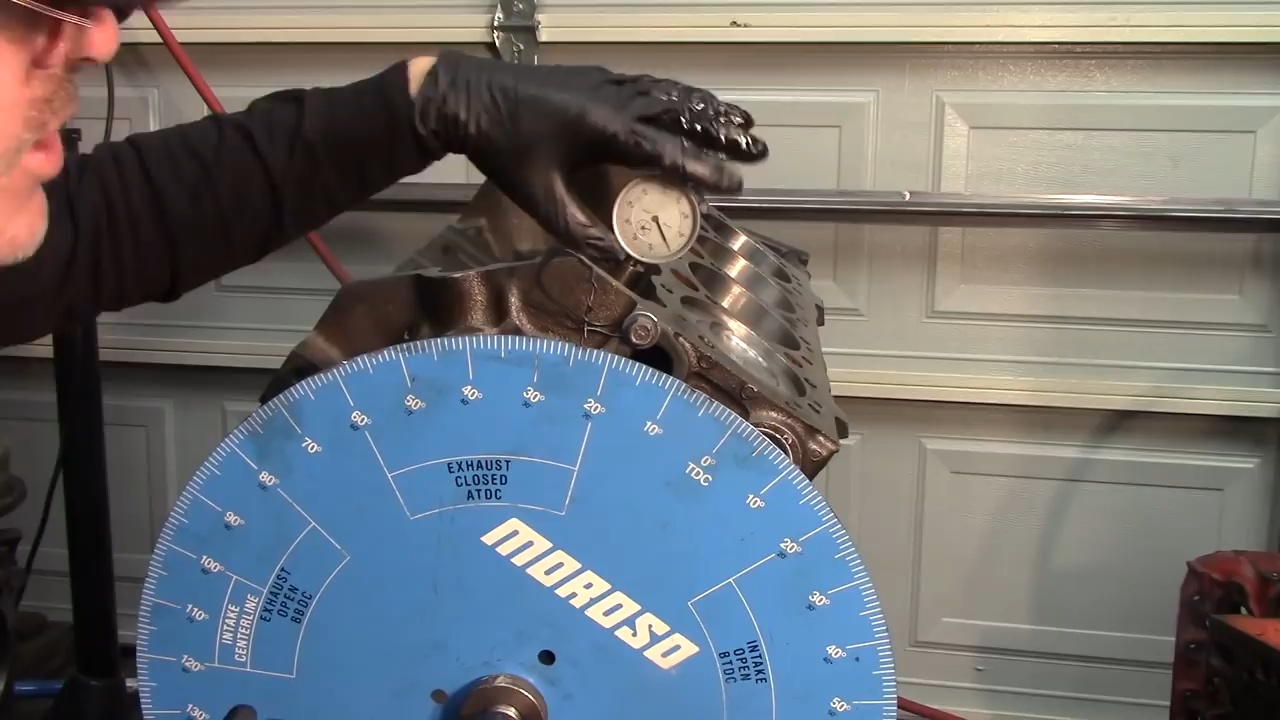 60°
50°
40°
30°
20°
10°
0°
TDC
10°
20°
30°
40°
50°
70°
80°
90°
100°
110°
120°
130°
EXHAUST
CLOSED
ATDC
EXHAUST
OPEN
BBDC
INTAKE
CENTERLINE
INTAKE
OPEN
BTDC
MOROSO